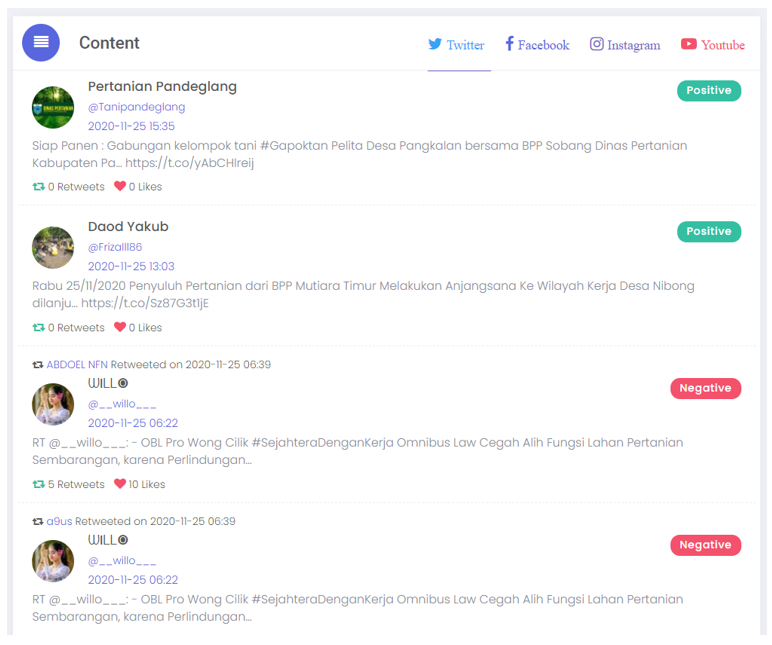 Content
Twitter Facebook Instagram Youtube
Pertanian Pandeglang
Positive
@Tanipandeglang
2020-11-25 15:35
Siap Panen : Gabungan kelompok tani #Gapoktan Pelita Desa Pangkalan bersama BPP Sobang Dinas Pertanian
Kabupaten Pa... https://t.co/yAbCHIreij
0 Retweets 0 Likes
Daod Yakub
Positive
@Frizalll86
2020-11-25 13:03
Rabu 25/11/2020 Penyuluh Pertanian dari BPP Mutiara Timur Melakukan Anjangsana Ke Wilayah Kerja Desa Nibong
dilanju... https://t.co/Sz87G3t1jE
0 Retweets 0 Likes
ABDOEL NFN Retweeted on 2020-11-25 06:39
WILLO
Negative
@__willo___
2020-11-25 06:22
RT @__willo___: - OBL Pro Wong Cilik #SejahteraDenganKerja Omnibus Law Cegah Alih Fungsi Lahan Pertanian
Sembarangan, karena Perlindungan...
5 Retweets 10 Likes
a9us Retweeted on 2020-11-25 06:39
WILLO
Negative
@__willo___
2020-11-25 06:22
RT @__willo___: - OBL Pro Wong Cilik #SejahteraDenganKerja Omnibus Law Cegah Alih Fungsi Lahan Pertanian
Sembarangan, karena Perlindungan...